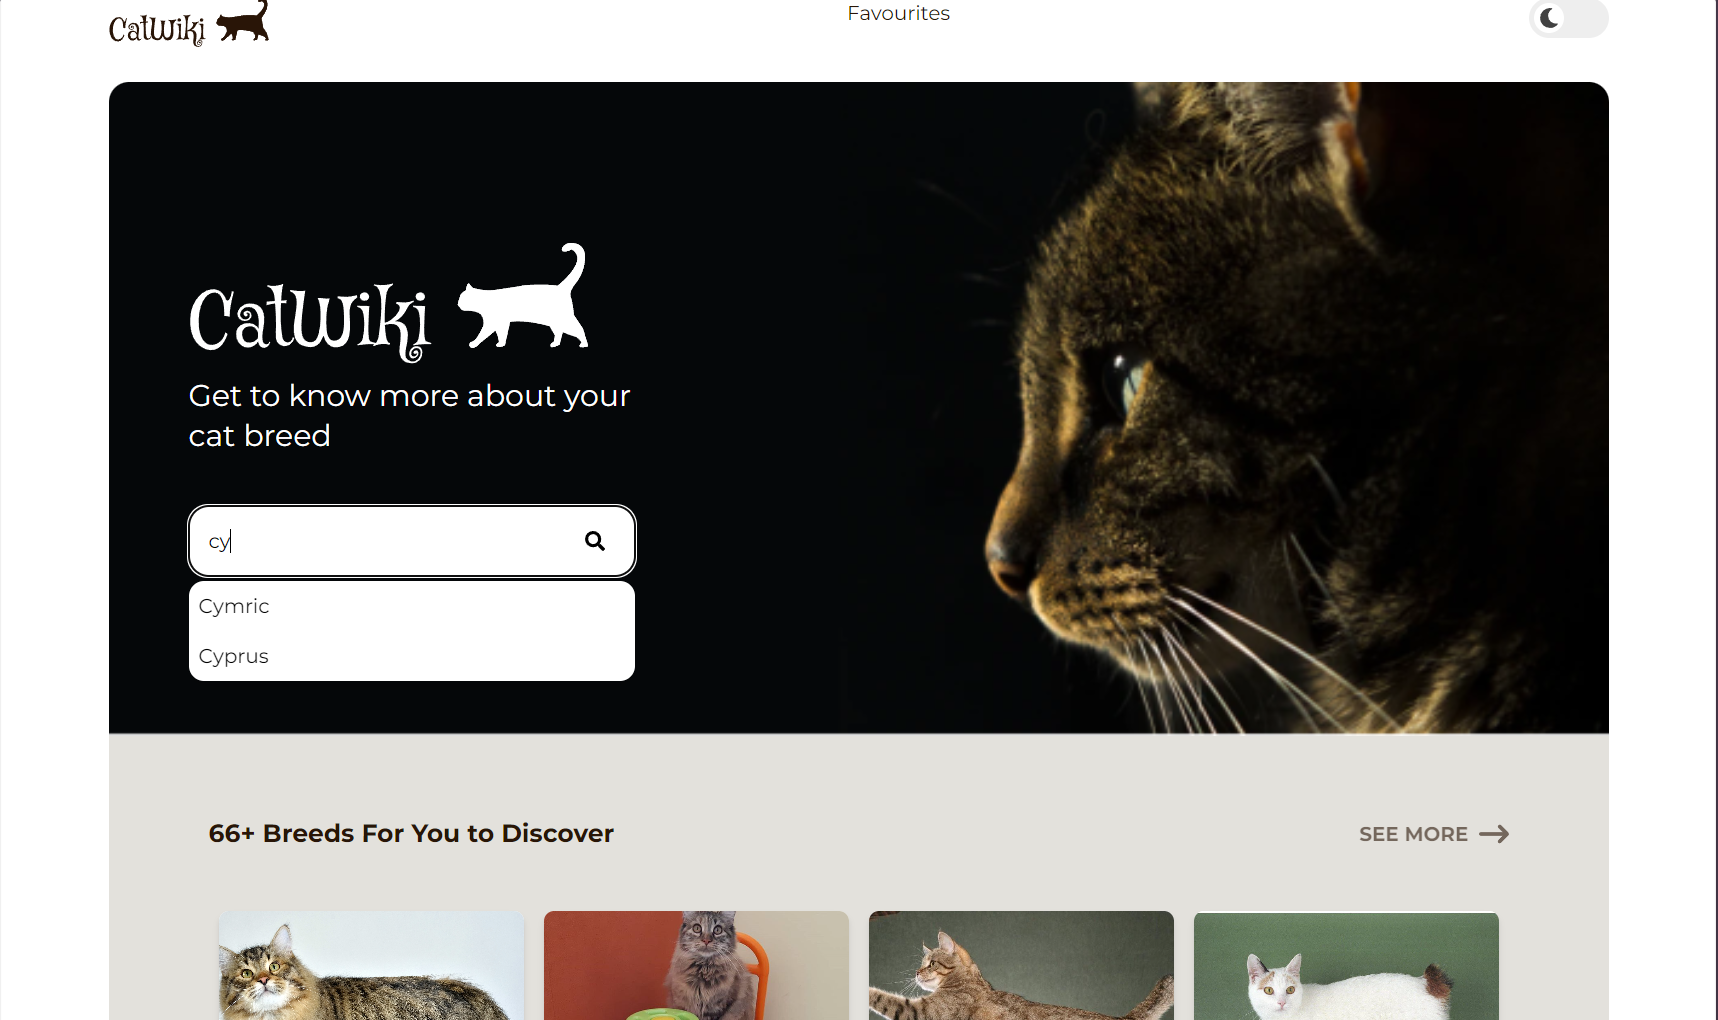 CatWiki
Favourites
CatWiki
Get to know more about your
cat breed
cy
Cymric
Cyprus
66+ Breeds For You to Discover
SEE MORE